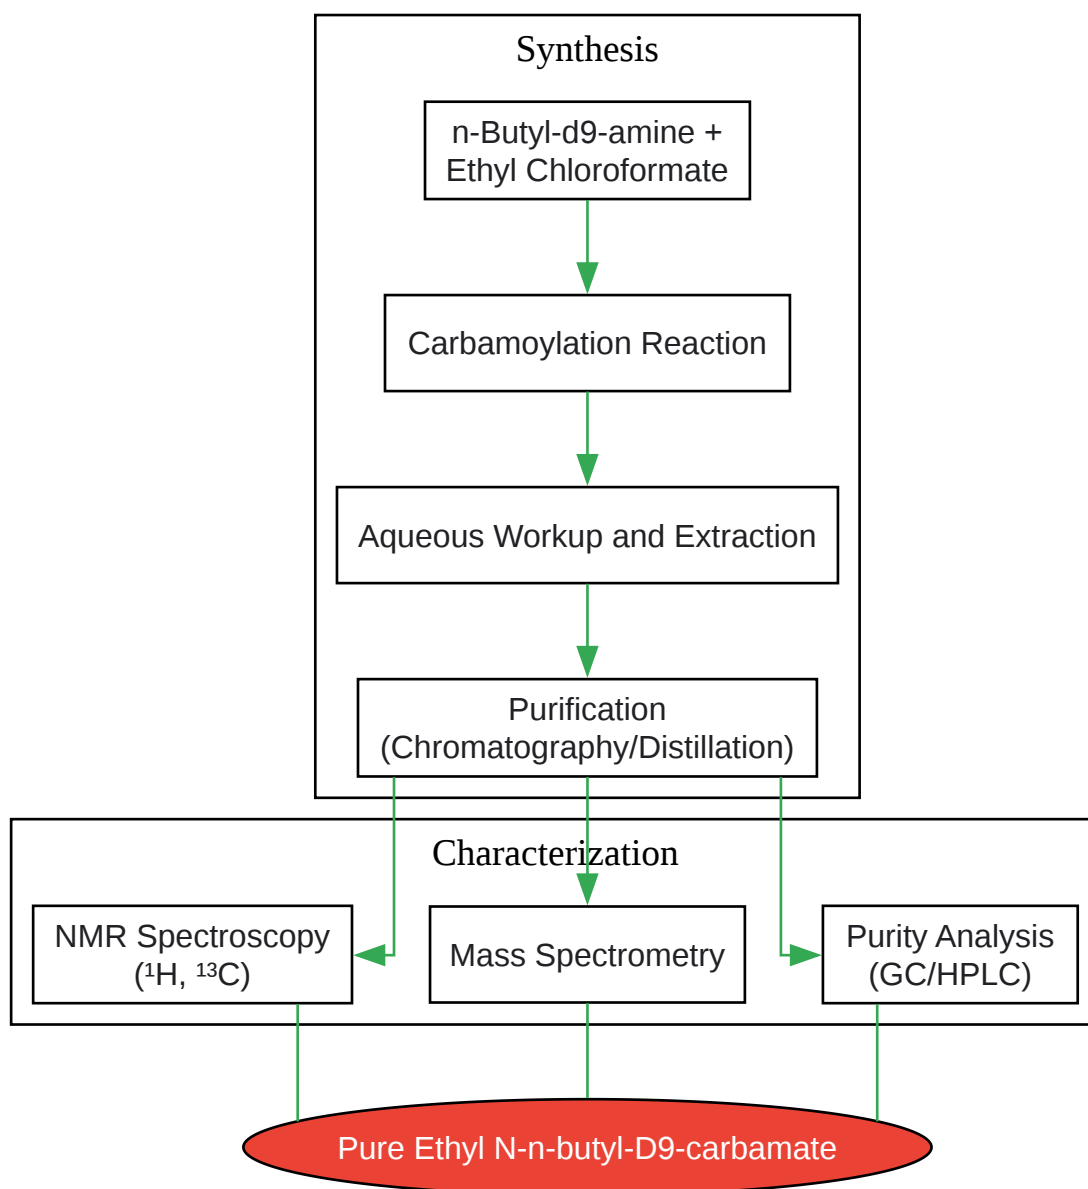 Synthesis
n-Butyl-d9-amine +
Ethyl Chloroformate
Carbamoylation Reaction
Aqueous Workup and Extraction
Purification
(Chromatography/Distillation)
Characterization
NMR Spectroscopy
(¹H, ¹³C)
Mass Spectrometry
Purity Analysis
(GC/HPLC)
Pure Ethyl N-n-butyl-D9-carbamate